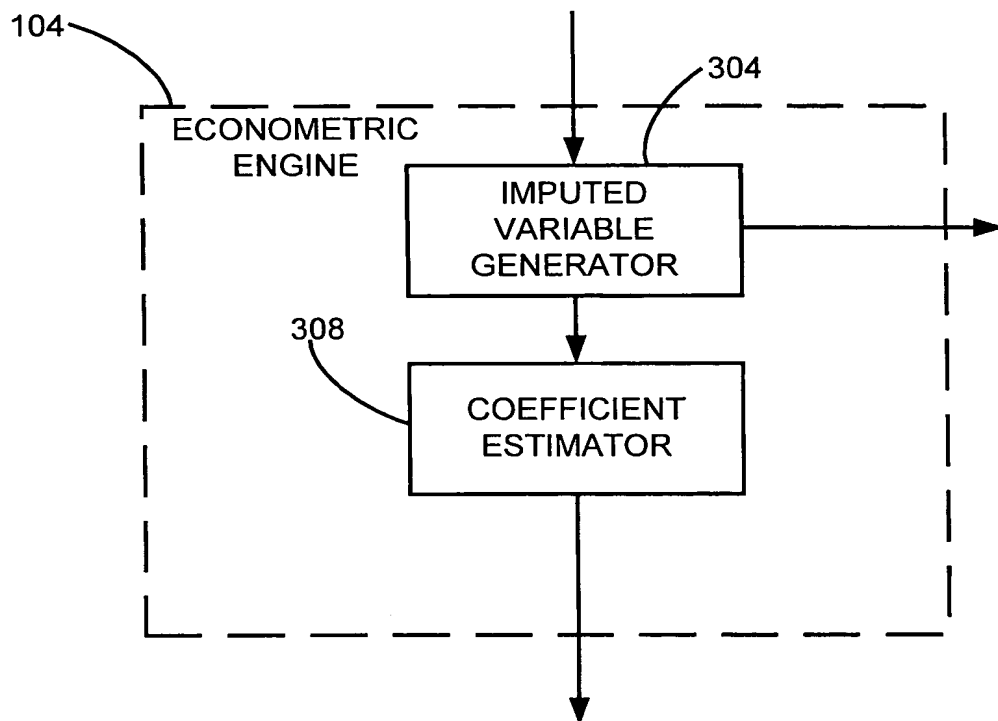 104
304
ECONOMETRIC
ENGINE
IMPUTED
VARIABLE
GENERATOR
308
COEFFICIENT
ESTIMATOR